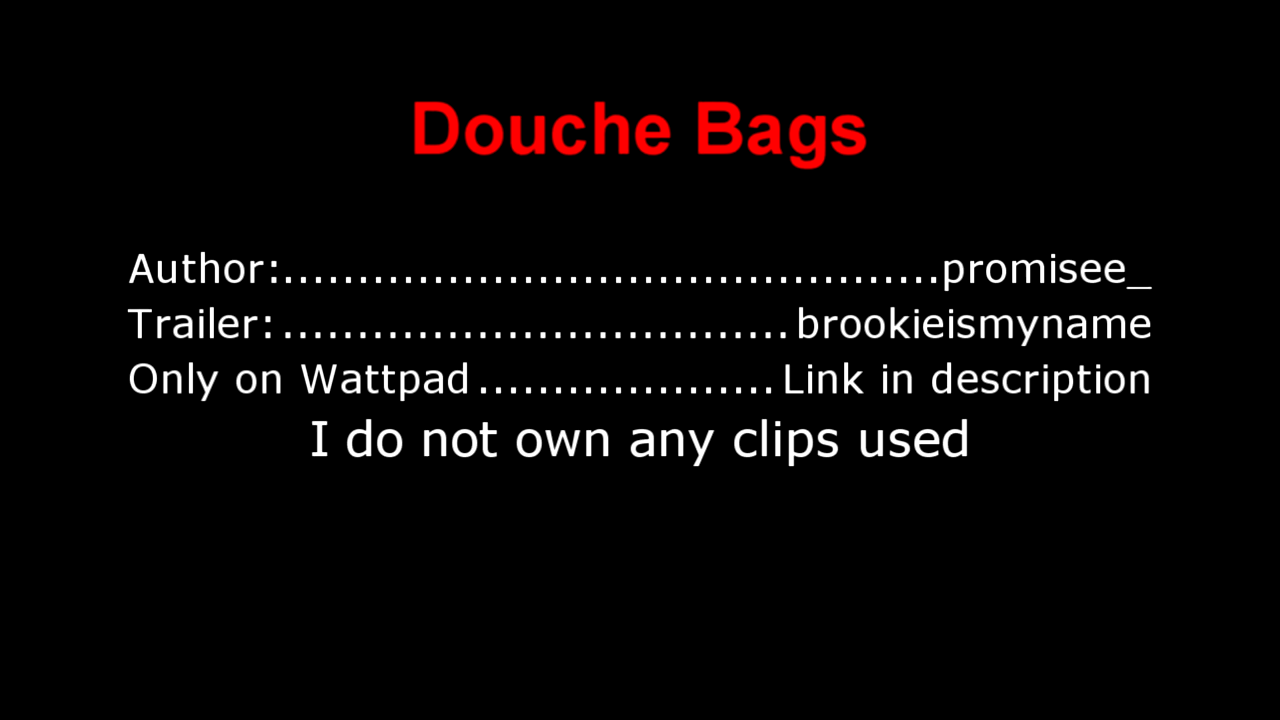 Douche Bags
Author:............................................promisee_
Trailer:..................................brookieismyname
Only on Wattpad....................Link in description
I do not own any clips used